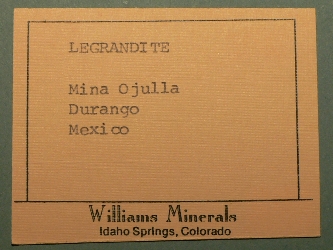 LEGRANDITE
Mina Ojulla
Durango
Mexico
Williams Minerals
Idaho Springs, Colorado